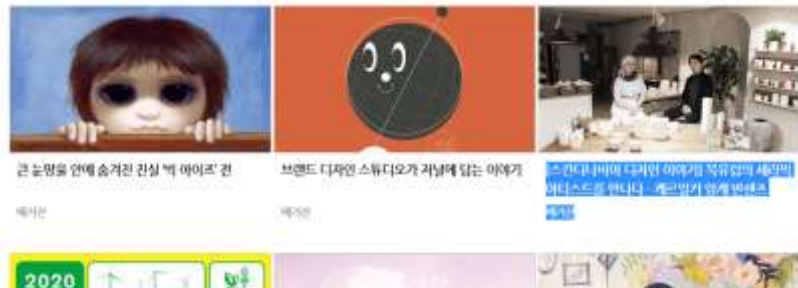 큰 눈망울 안에 숨겨진 진실 '빅 아이즈' 전
브랜드 디자인 스튜디오가 저널에 담는 이야기
[스칸디나비아 디자인 이야기] 북유럽의 세라믹
아티스트를 만나다 -
매거진
매거진
매거진
2020